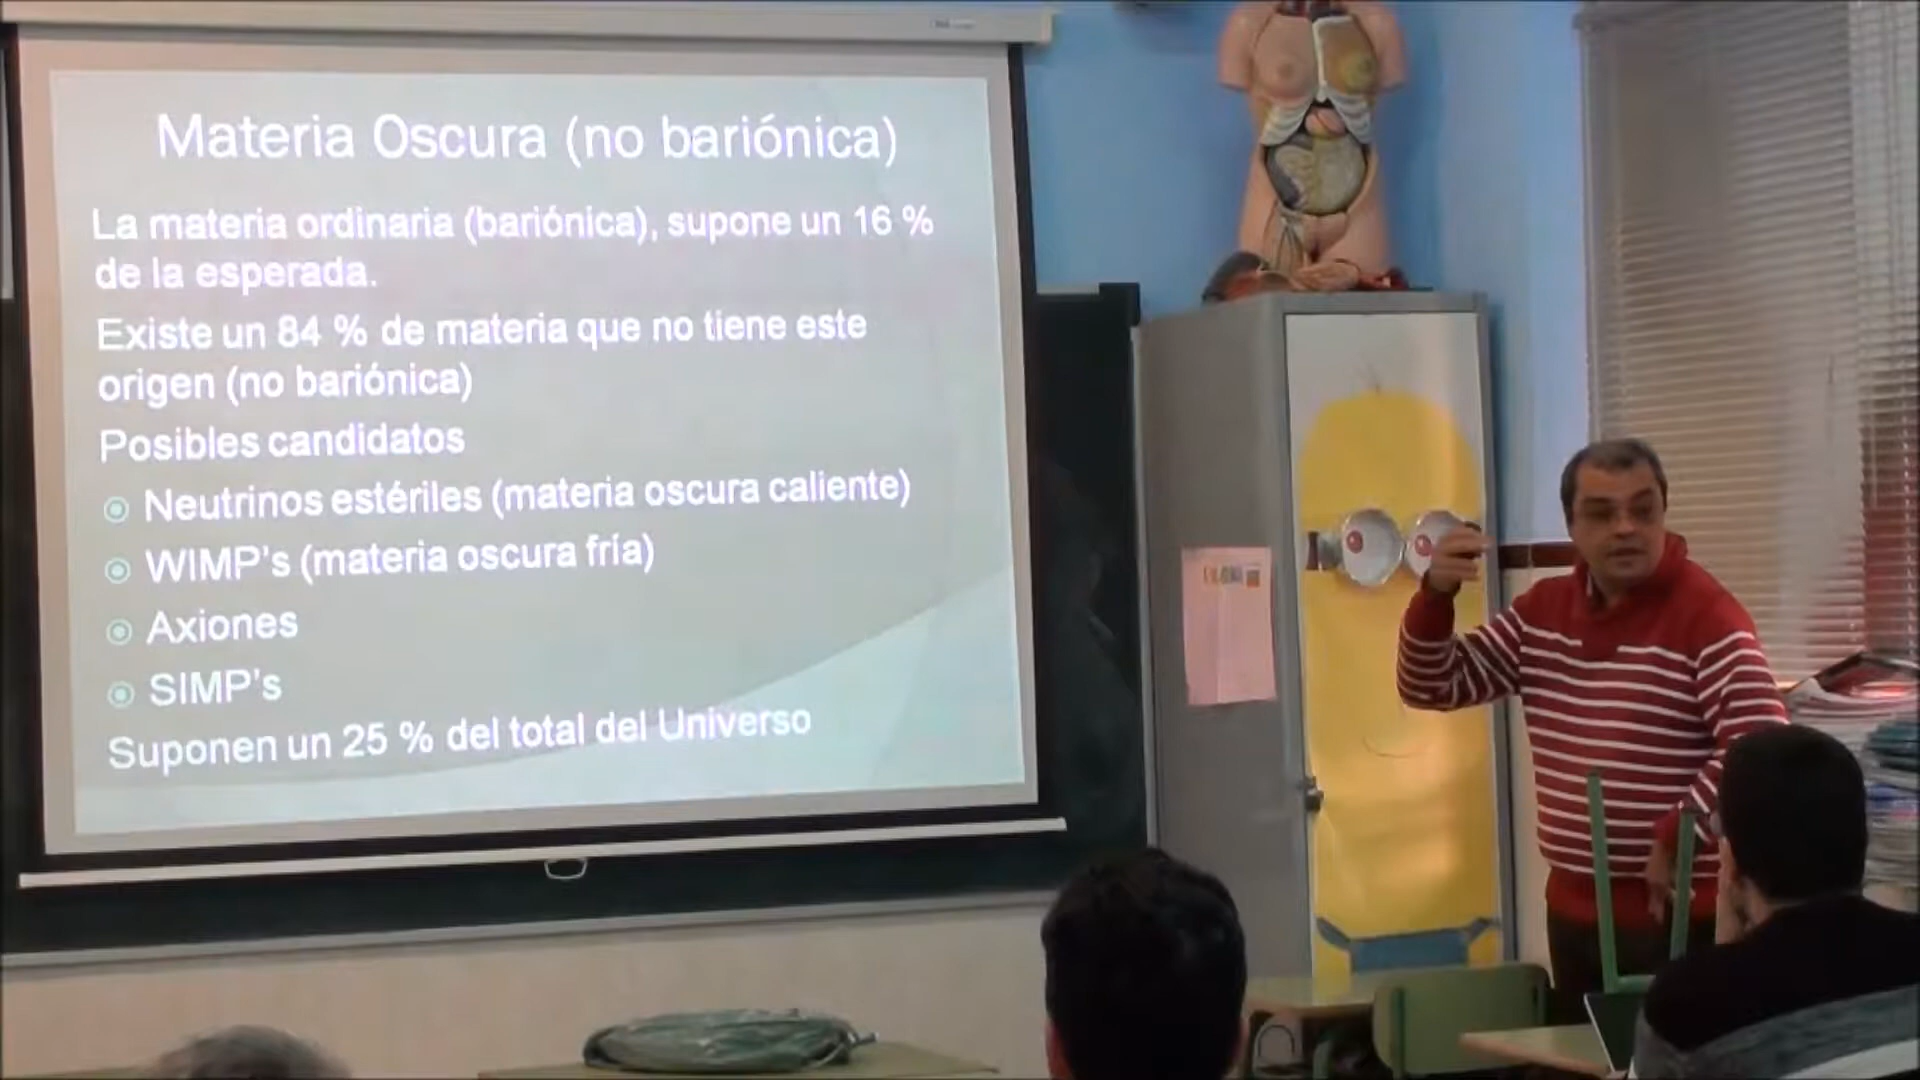 Materia Oscura (no bariónica)
La materia ordinaria (bariónica), supone un 16 %
de la esperada.
Existe un 84 % de materia que no tiene este
origen (no bariónica)
Posibles candidatos
Neutrinos estériles (materia oscura caliente)
WIMP's (materia oscura fría)
Axiones
SIMP's
Suponen un 25 % del total del Universo